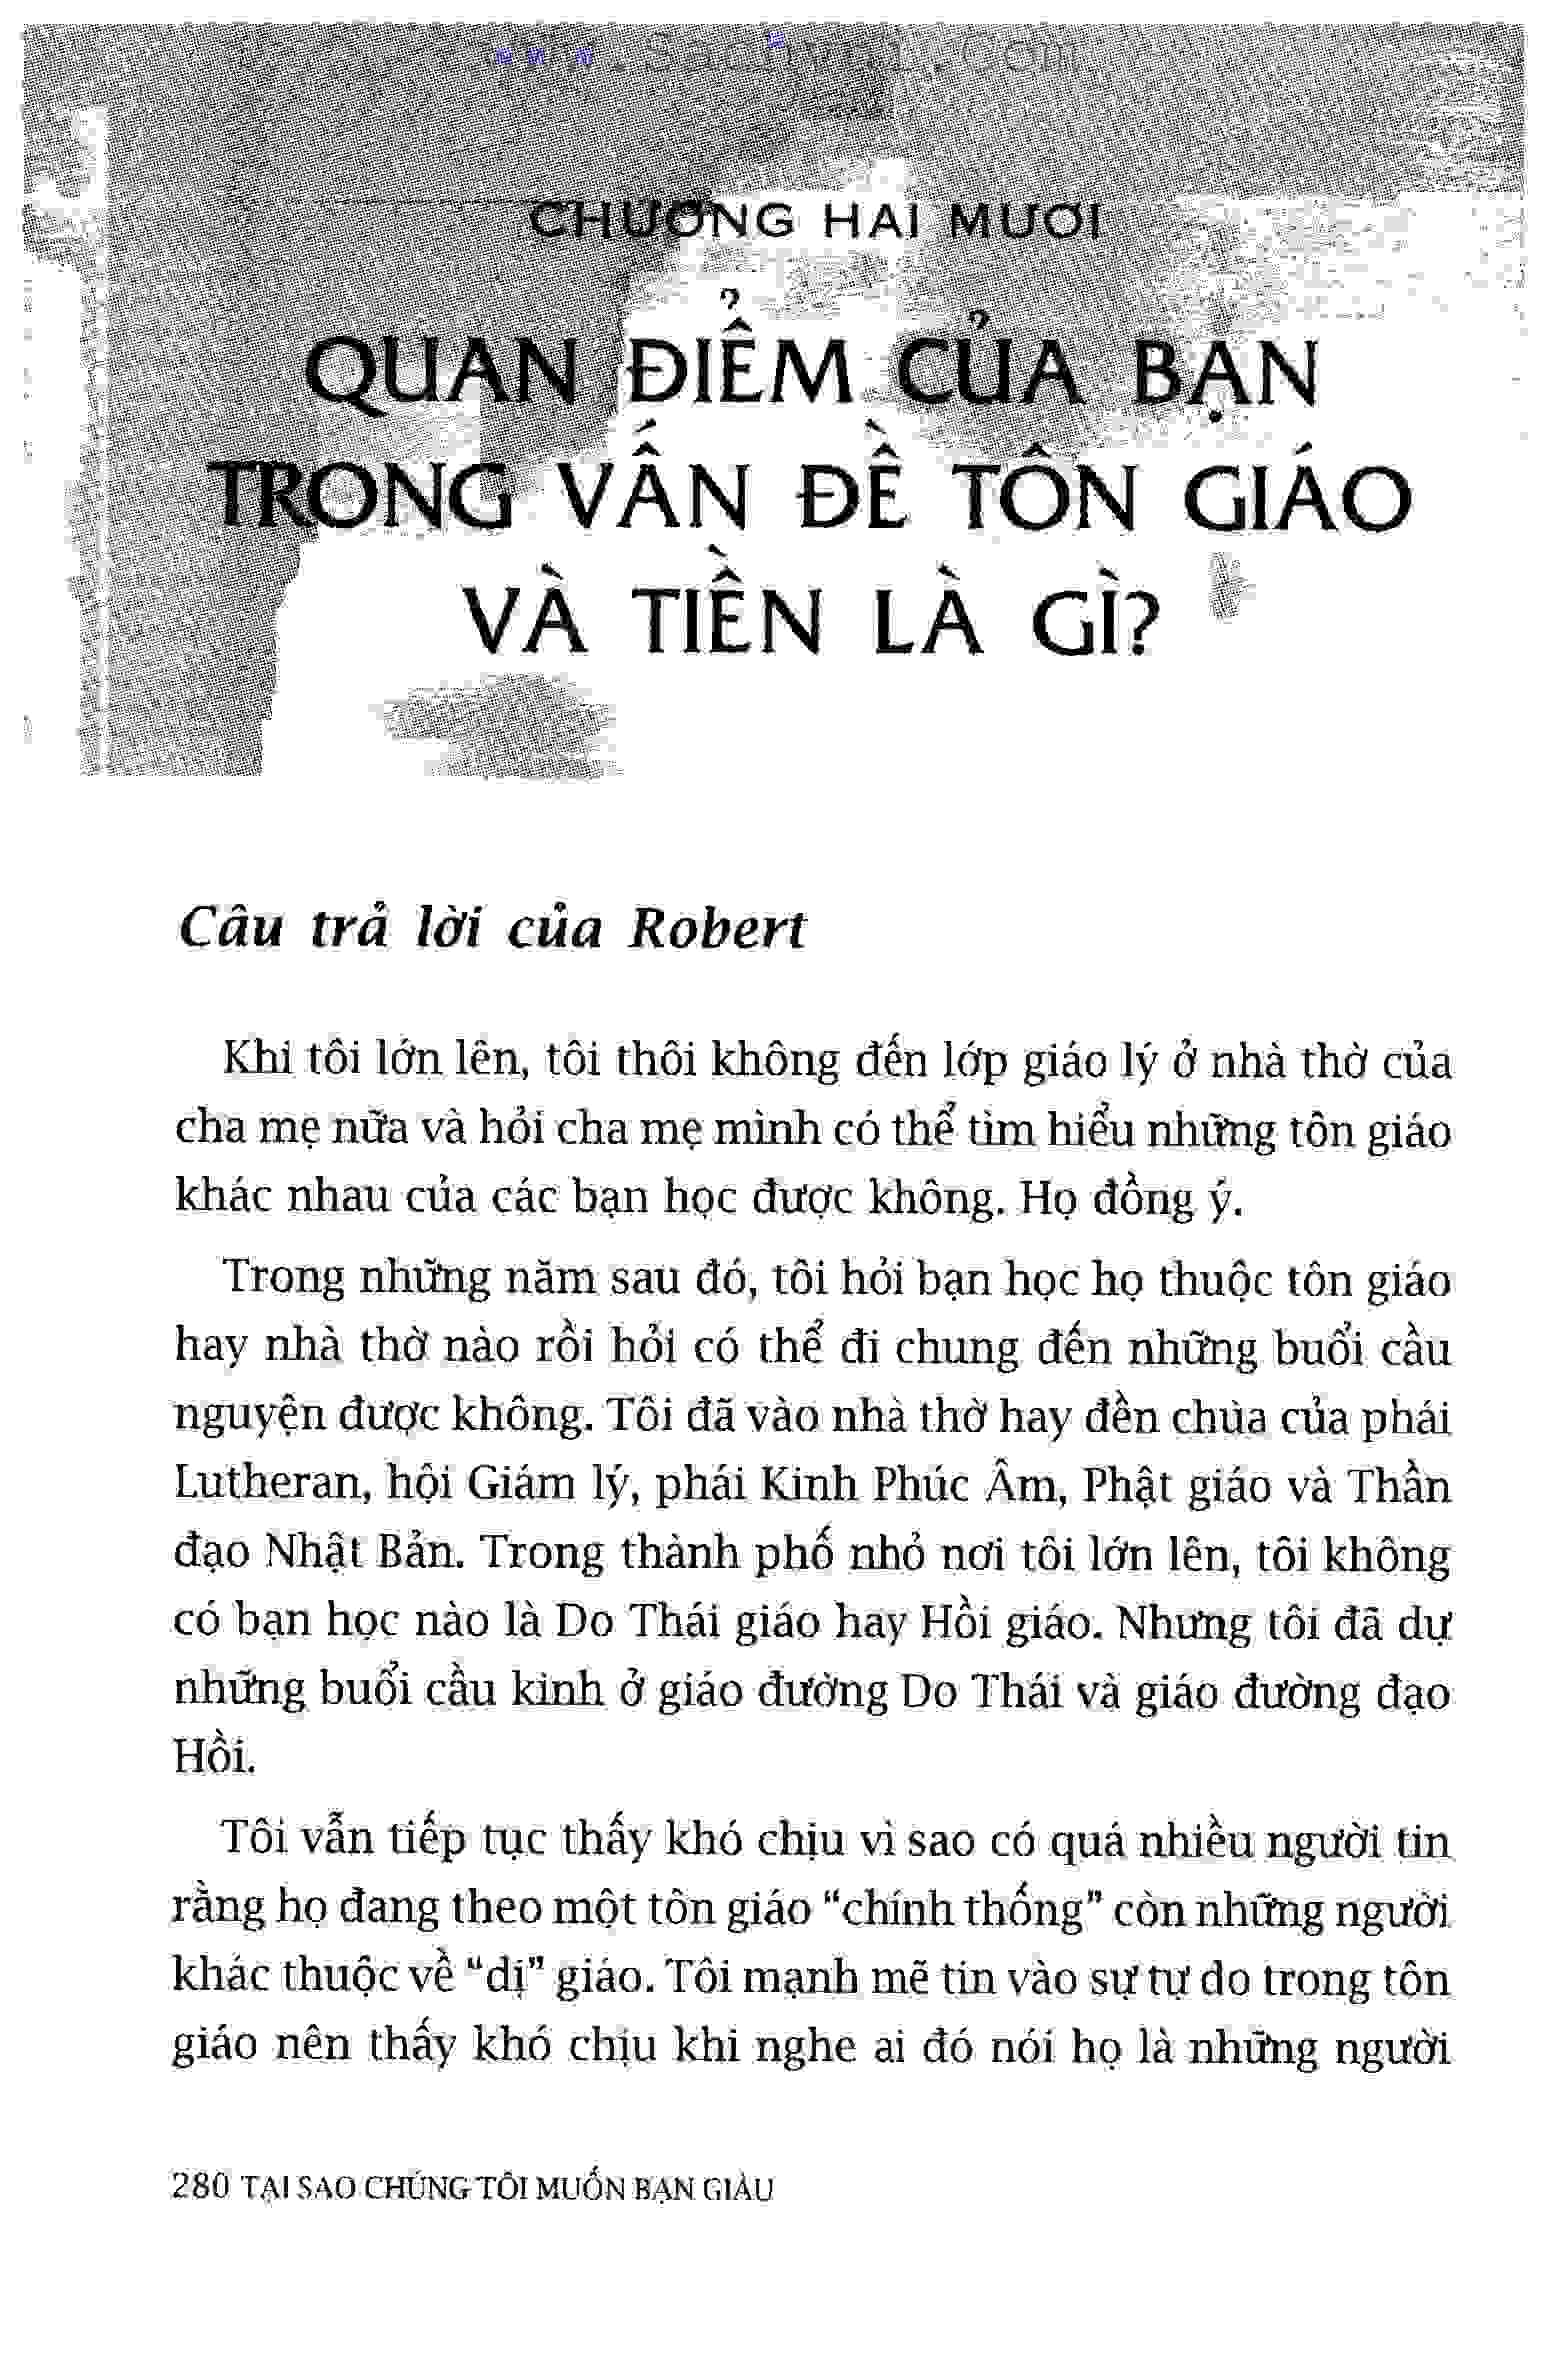 CHƯƠNG HAI MƯƠI
QUAN ĐIỂM CỦA BẠN
TRONG VẤN ĐỀ TÔN GIÁO
VÀ TIỀN LÀ GÌ?
Câu trả lời của Robert
Khi tôi lớn lên, tôi thôi không đến lớp giáo lý ở nhà thờ của
cha mẹ nữa và hỏi cha mẹ mình có thể tìm hiểu những tôn giáo
khác nhau của các bạn học được không. Họ đồng ý.
Trong những năm sau đó, tôi hỏi bạn học họ thuộc tôn giáo
hay nhà thờ nào rồi hỏi có thể đi chung đến những buổi cầu
nguyện được không. Tôi đã vào nhà thờ hay đền chùa của phái
Lutheran, hội Giám lý, phái Kinh Phúc Âm, Phật giáo và Thần
đạo Nhật Bản. Trong thành phố nhỏ nơi tôi lớn lên, tôi không
có bạn học nào là Do Thái giáo hay Hồi giáo. Nhưng tôi đã dự
những buổi cầu kinh ở giáo đường Do Thái và giáo đường đạo
Hồi.
Tôi vẫn tiếp tục thấy khó chịu vì sao có quá nhiều người tin
rằng họ đang theo một tôn giáo “chính thống” còn những người
khác thuộc về “dị” giáo. Tôi mạnh mẽ tin vào sự tự do trong tôn
giáo nên thấy khó chịu khi nghe ai đó nói họ là những người
280 TẠI SAO CHÚNG TÔI MUỐN BẠN GIÀU